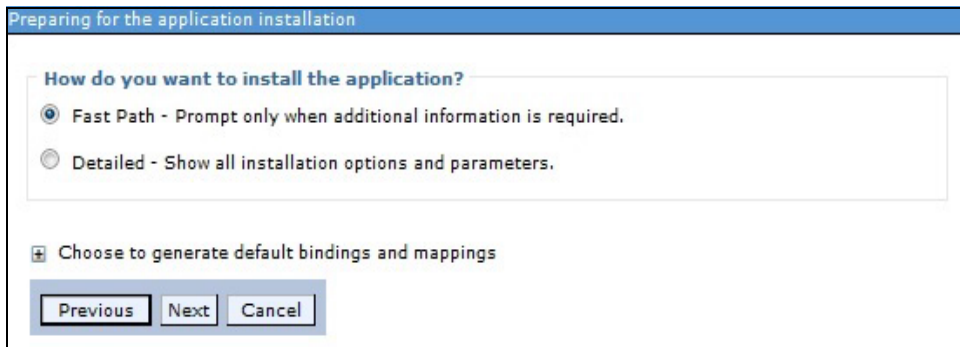 Preparing for the application installation
How do you want to install the application?
Fast Path - Prompt only when additional information is required.
Detailed - Show all installation options and parameters.
Choose to generate default bindings and mappings
Previous Next Cancel